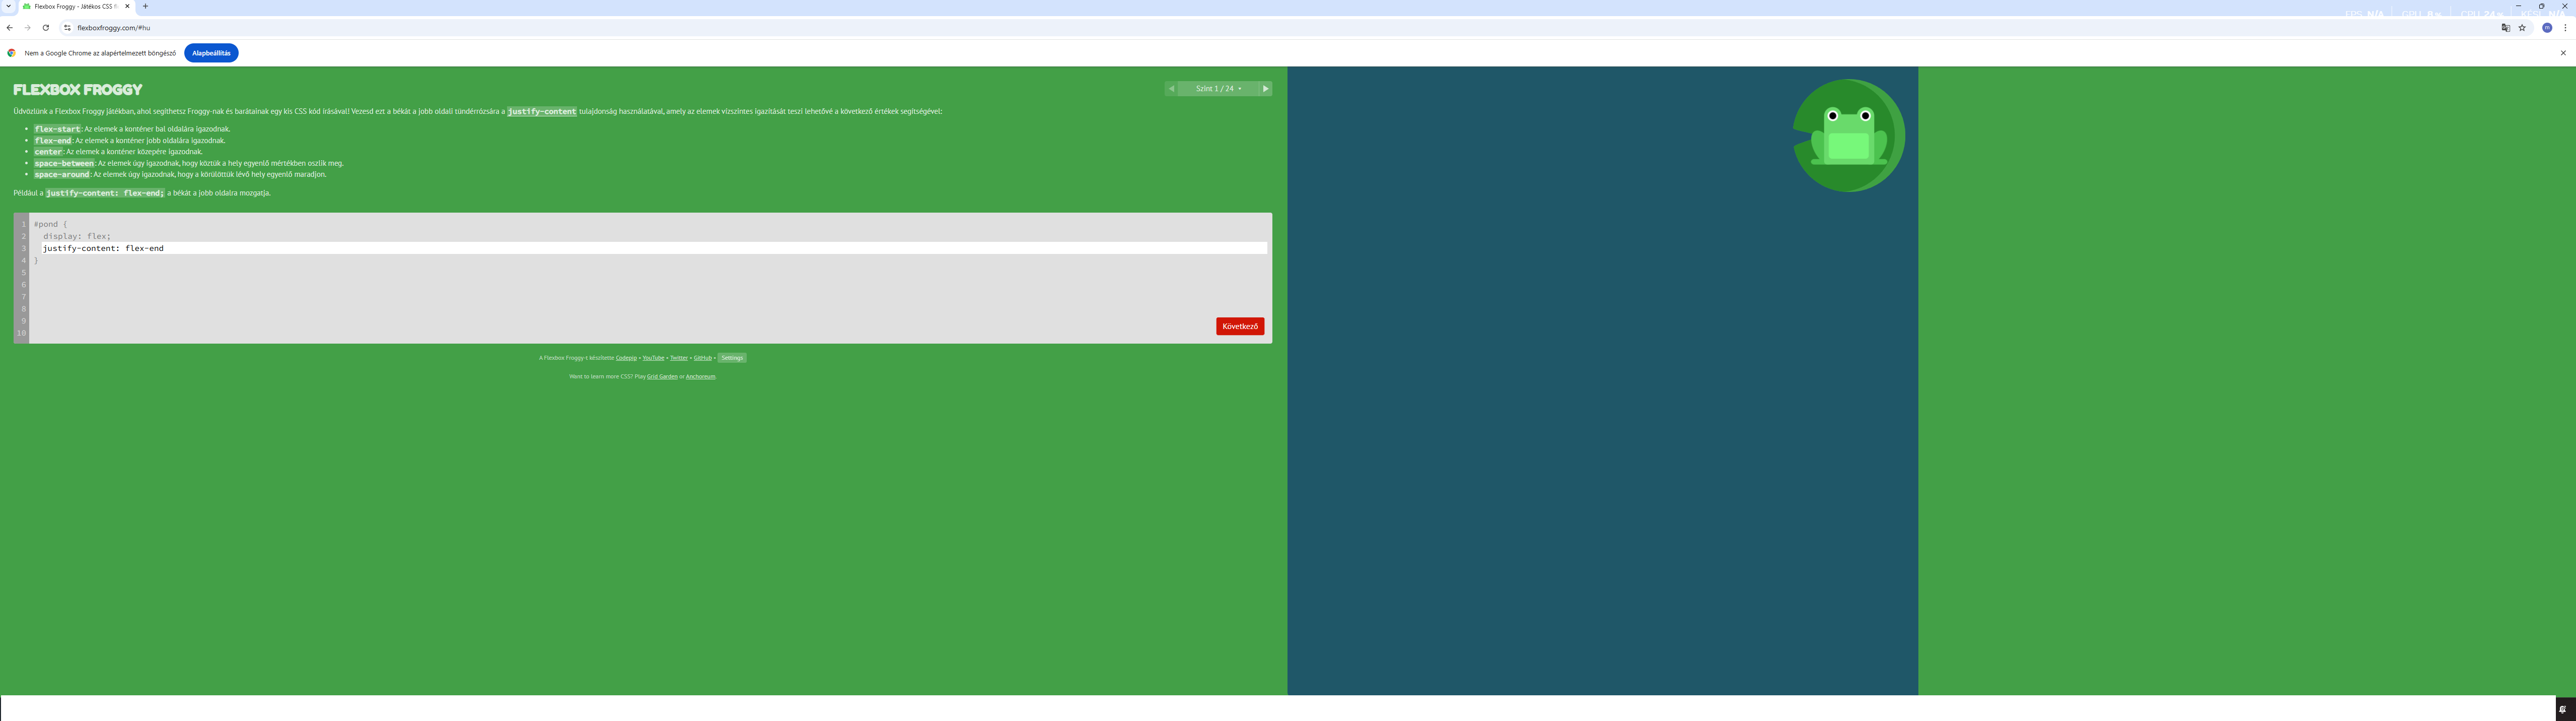 Flexbox Froggy - Játékos CSS f
flexboxfroggy.com/#hu
Nem a Google Chrome az alapértelmezett böngésző
Alapbeállítás
FLEXBOX FROGGY
Szint 1 / 24
Üdvözlünk a Flexbox Froggy játékban, ahol segíthetsz Froggy-nak és barátainak egy kis CSS kód írásával! Vezesd ezt a békát a jobb oldali tündérrózsára a justify-content tulajdonság használatával, amely az elemek vízszintes igazítását teszi lehetővé a következő értékek segítségével:
flex-start: Az elemek a konténer bal oldalára igazodnak.
flex-end: Az elemek a konténer jobb oldalára igazodnak.
center: Az elemek a konténer közepére igazodnak.
space-between: Az elemek úgy igazodnak, hogy köztük a hely egyenlő mértékben oszlik meg.
space-around: Az elemek úgy igazodnak, hogy a körülöttük lévő hely egyenlő maradjon.
Például a justify-content: flex-end; a békát a jobb oldalra mozgatja.
1 #pond {
2 display: flex;
3 justify-content: flex-end
4 }
5
6
7
8
9
10
Következő
A Flexbox Froggy-t készítette Codepip • YouTube • Twitter • GitHub • Settings
Want to learn more CSS? Play Grid Garden or Anchoreum.